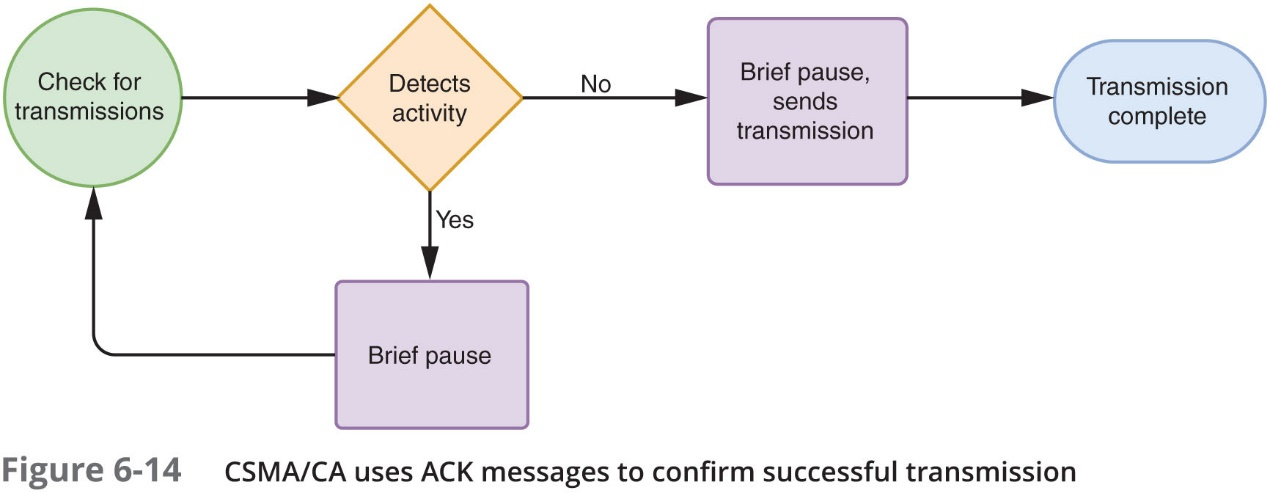 Check for
transmissions
Detects
activity
No
Brief pause,
sends
transmission
Transmission
complete
Yes
Brief pause
Figure 6-14 CSMA/CA uses ACK messages to confirm successful transmission